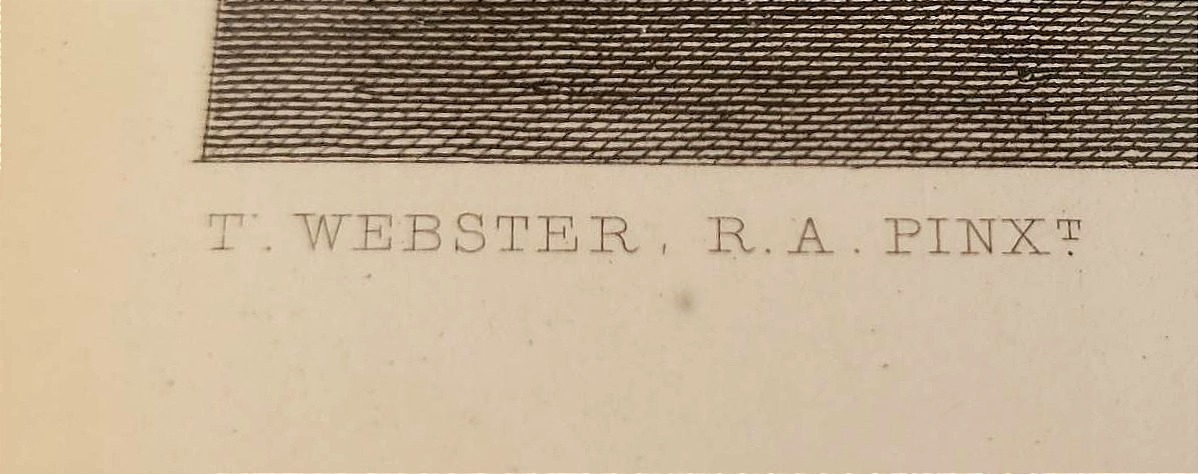 T. WEBSTER, R.A. PINXᵀ.